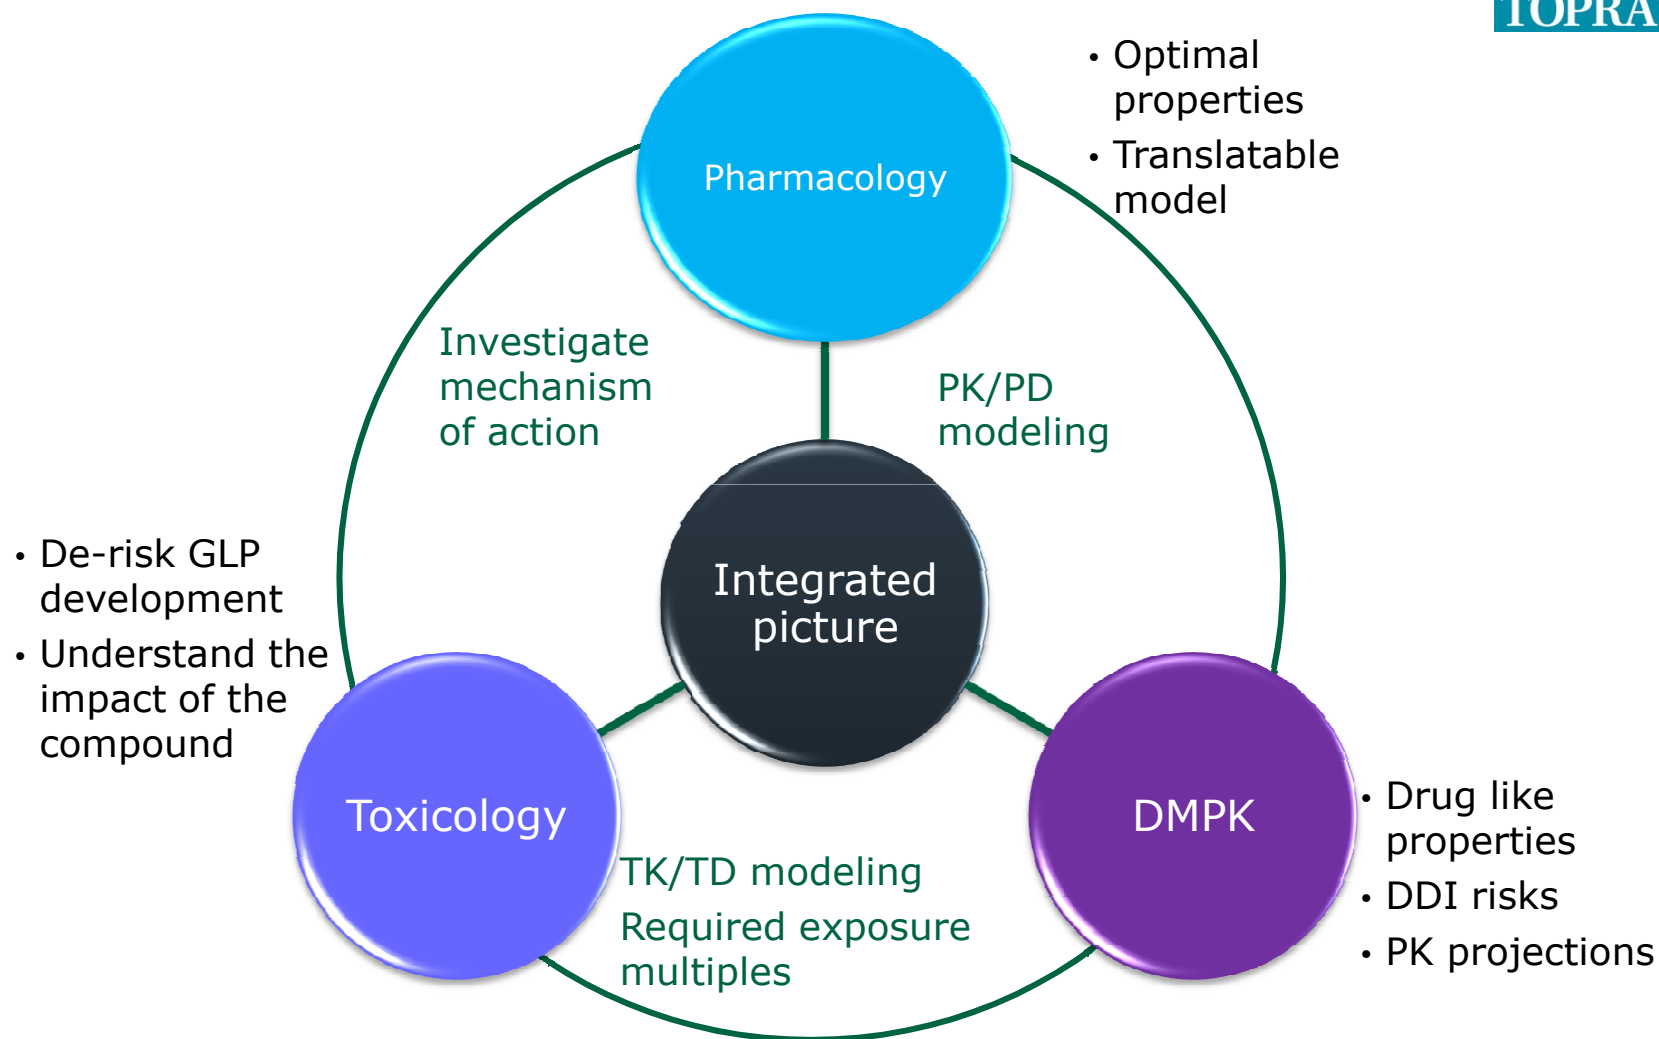 TOPRA
• Optimal
properties
• Translatable
model
Pharmacology
Investigate
mechanism
of action
PK/PD
modeling
Integrated
picture
• De-risk GLP
development
• Understand the
impact of the
compound
Toxicology
DMPK
• Drug like
properties
• DDI risks
• PK projections
TK/TD modeling
Required exposure
multiples